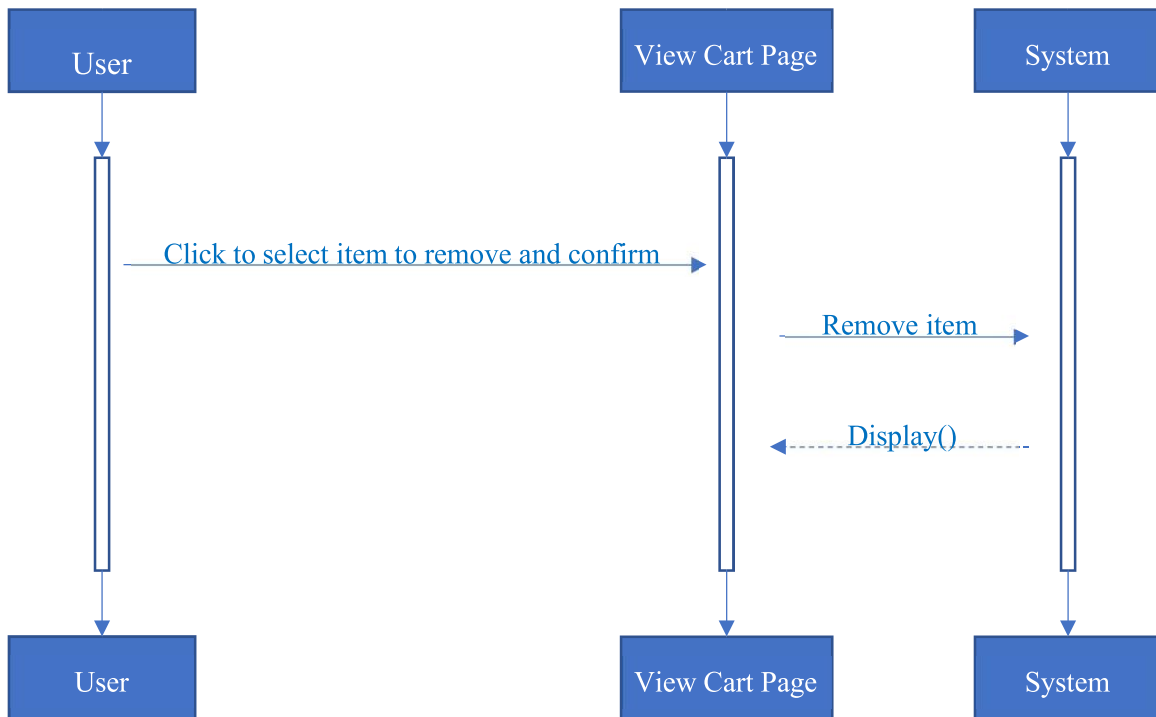 User
View Cart Page
System
Click to select item to remove and confirm
Remove item
Display()
User
View Cart Page
System